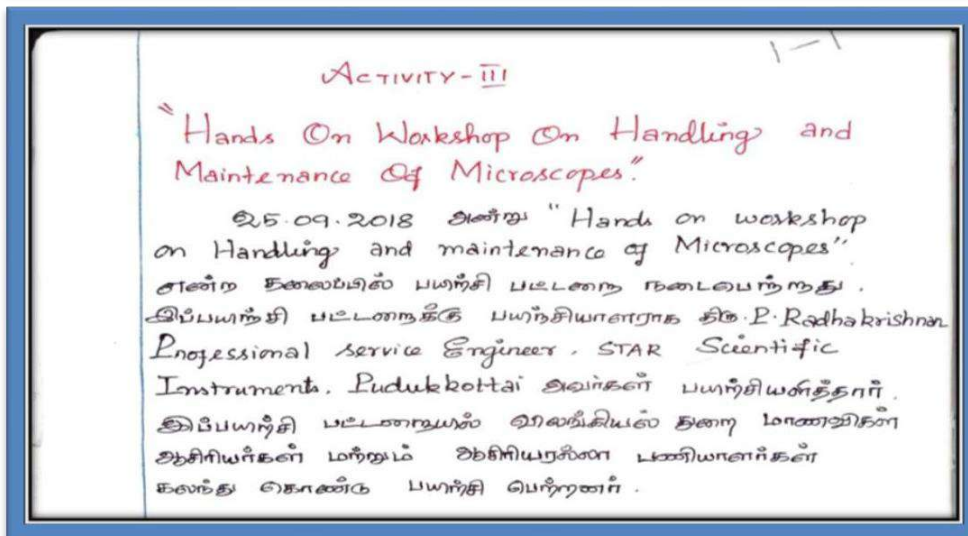 1-1
ACTIVITY - III
"Hands On Workshop On Handling and
Maintenance Of Microscopes."
25.09.2018 அன்று "Hands on workshop
on Handling and maintenance of Microscopes"
என்ற தலைப்பில் பயிற்சி பட்டறை நடைபெற்றது.
இப்பயிற்சி பட்டறைக்கு பயிற்சியாளராக திரு. P. Radhakrishnan
Professional service Engineer, STAR Scientific
Instruments, Pudukkottai அவர்கள் பயிற்சியளித்தார்.
இப்பயிற்சி பட்டறையில் விலங்கியல் துறை மாணவிகள்
ஆசிரியர்கள் மற்றும் ஆசிரியரல்லா பணியாளர்கள்
கலந்து கொண்டு பயிற்சி பெற்றனர்.